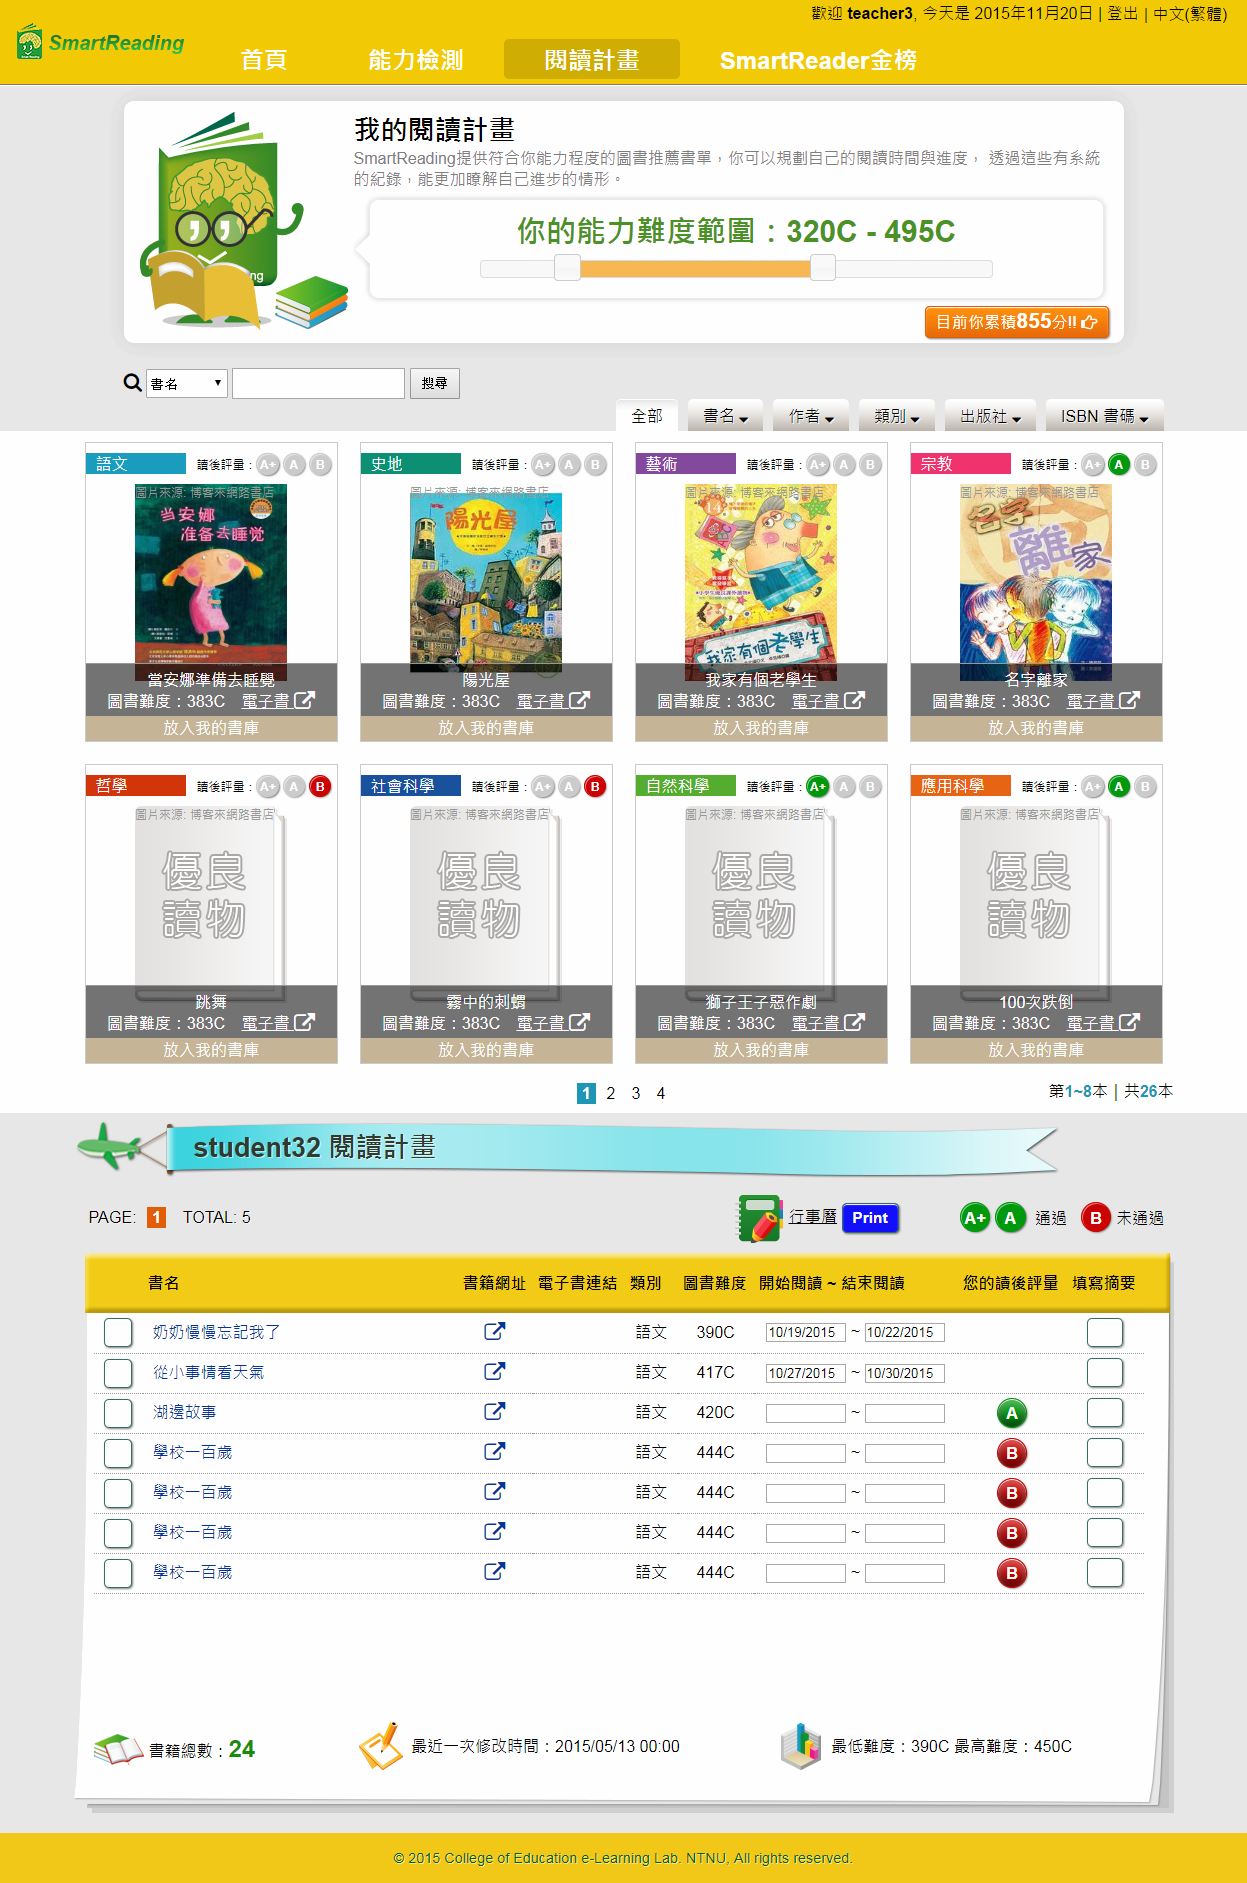 歡迎 teacher3, 今天是 2015年11月20日 | 登出 | 中文(繁體)
SmartReading
首頁 能力檢測 閱讀計畫 SmartReader金榜
我的閱讀計畫
SmartReading提供符合你能力程度的圖書推薦書單，你可以規劃自己的閱讀時間與進度， 透過這些有系統
的紀錄，能更加瞭解自己進步的情形。
你的能力難度範圍：320C - 495C
目前你累積855分!!
書名 搜尋
全部 書名 作者 類別 出版社 ISBN 書碼
語文 讀後評量：A+ A B
史地 讀後評量：A+ A B
藝術 讀後評量：A+ A B
宗教 讀後評量：A+ A B
圖片來源: 博客來網路書店
圖片來源: 博客來網路書店
圖片來源: 博客來網路書店
圖片來源: 博客來網路書店
当安娜
准备去睡觉
陽光屋
我家有個老學生
名字離家
當安娜準備去睡覺
圖書難度：383C 電子書
放入我的書庫
陽光屋
圖書難度：383C 電子書
放入我的書庫
我家有個老學生
圖書難度：383C 電子書
放入我的書庫
名字離家
圖書難度：383C 電子書
放入我的書庫
哲學 讀後評量：A+ A B
社會科學 讀後評量：A+ A B
自然科學 讀後評量：A+ A B
應用科學 讀後評量：A+ A B
圖片來源: 博客來網路書店
圖片來源: 博客來網路書店
圖片來源: 博客來網路書店
圖片來源: 博客來網路書店
優良
讀物
優良
讀物
優良
讀物
優良
讀物
跳舞
圖書難度：383C 電子書
放入我的書庫
霧中的刺蝟
圖書難度：383C 電子書
放入我的書庫
獅子王子惡作劇
圖書難度：383C 電子書
放入我的書庫
100次跌倒
圖書難度：383C 電子書
放入我的書庫
1 2 3 4
第1~8本 | 共26本
student32 閱讀計畫
PAGE: 1 TOTAL: 5
行事曆 Print A+ A 通過 B 未通過
書名 書籍網址 電子書連結 類別 圖書難度 開始閱讀 ~ 結束閱讀 您的讀後評量 填寫摘要
奶奶慢慢忘記我了 語文 390C 10/19/2015 ~ 10/22/2015
從小事情看天氣 語文 417C 10/27/2015 ~ 10/30/2015
湖邊故事 語文 420C ~ A
學校一百歲 語文 444C ~ B
學校一百歲 語文 444C ~ B
學校一百歲 語文 444C ~ B
學校一百歲 語文 444C ~ B
書籍總數：24
最近一次修改時間：2015/05/13 00:00
最低難度：390C 最高難度：450C
© 2015 College of Education e-Learning Lab. NTNU, All rights reserved.